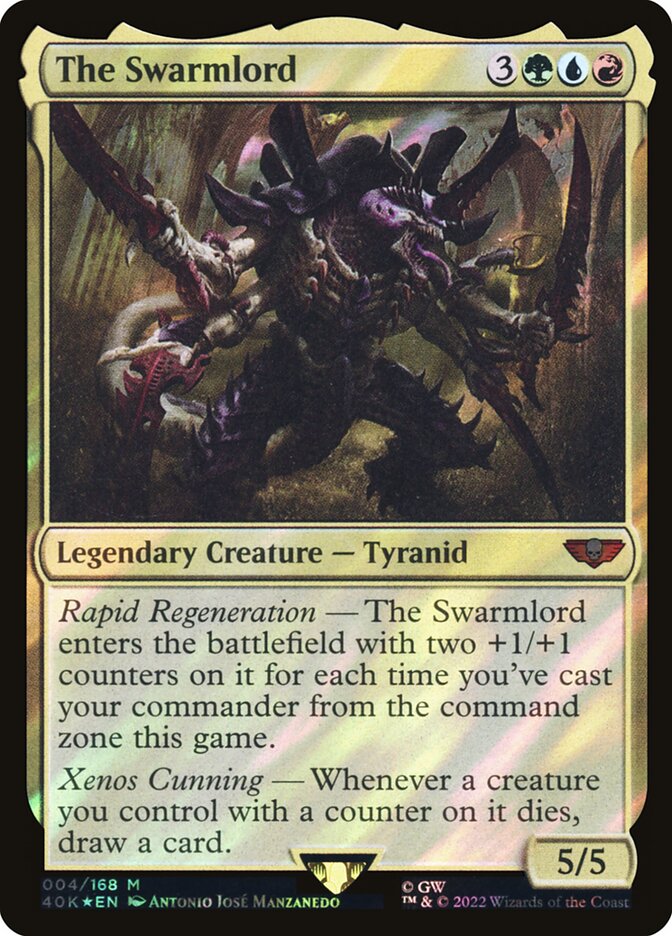 The Swarmlord 3
Legendary Creature — Tyranid
Rapid Regeneration — The Swarmlord
enters the battlefield with two +1/+1
counters on it for each time you've cast
your commander from the command
zone this game.
Xenos Cunning — Whenever a creature
you control with a counter on it dies,
draw a card.
5/5
004/168 M
40K★EN Antonio José Manzanedo
© GW
™ & © 2022 Wizards of the Coast